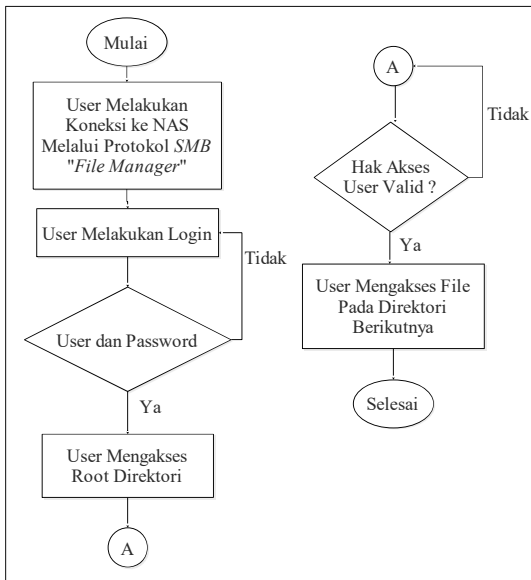 Mulai
User Melakukan
Koneksi ke NAS
Melalui Protokol SMB
"File Manager"
User Melakukan Login
Tidak
User dan Password
Ya
User Mengakses
Root Direktori
A
A
Tidak
Hak Akses
User Valid ?
Ya
User Mengakses File
Pada Direktori
Berikutnya
Selesai